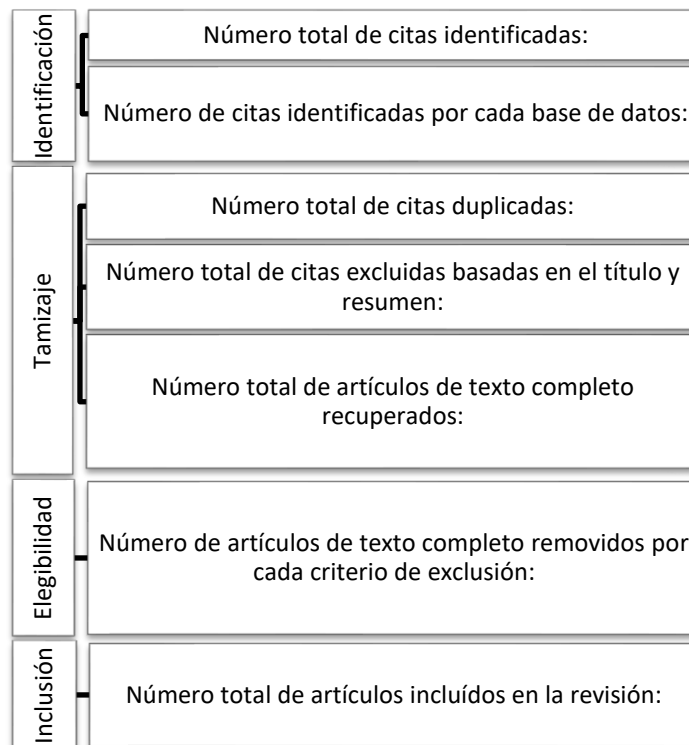 Identificación
Número total de citas identificadas:
Número de citas identificadas por cada base de datos:
Tamizaje
Número total de citas duplicadas:
Número total de citas excluidas basadas en el título y
resumen:
Número total de artículos de texto completo
recuperados:
Elegibilidad
Número de artículos de texto completo removidos por
cada criterio de exclusión:
Inclusión
Número total de artículos incluídos en la revisión: